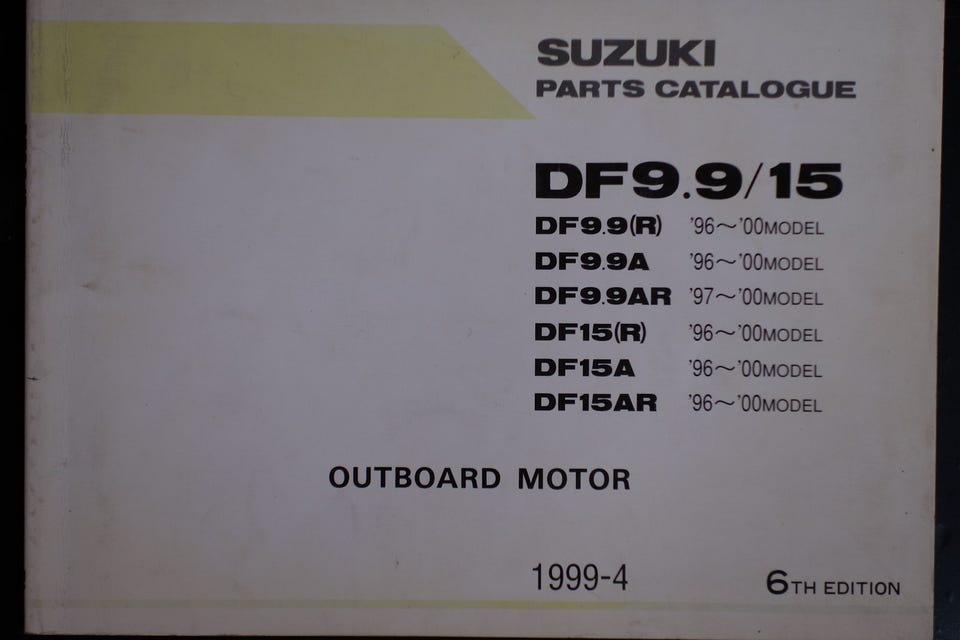 SUZUKI
PARTS CATALOGUE
DF9.9/15
DF9.9(R) '96~'00MODEL
DF9.9A '96~'00MODEL
DF9.9AR '97~'00MODEL
DF15(R) '96~'00MODEL
DF15A '96~'00MODEL
DF15AR '96~'00MODEL
OUTBOARD MOTOR
1999-4 6TH EDITION